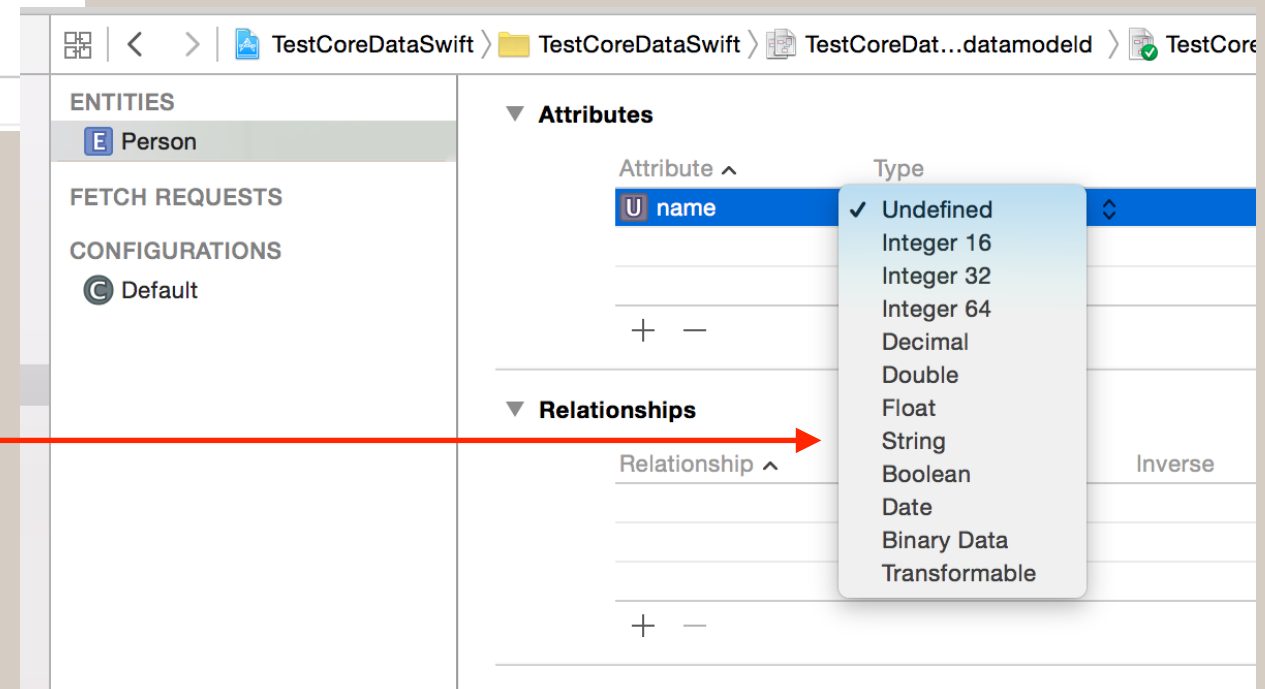 TestCoreDataSwift TestCoreDataSwift TestCoreDat...datamodeld TestCore
ENTITIES
E Person
FETCH REQUESTS
CONFIGURATIONS
C Default
Attributes
Attribute Type
U name
Undefined
Integer 16
Integer 32
Integer 64
Decimal
Double
Float
String
Boolean
Date
Binary Data
Transformable
Relationships
Relationship Inverse